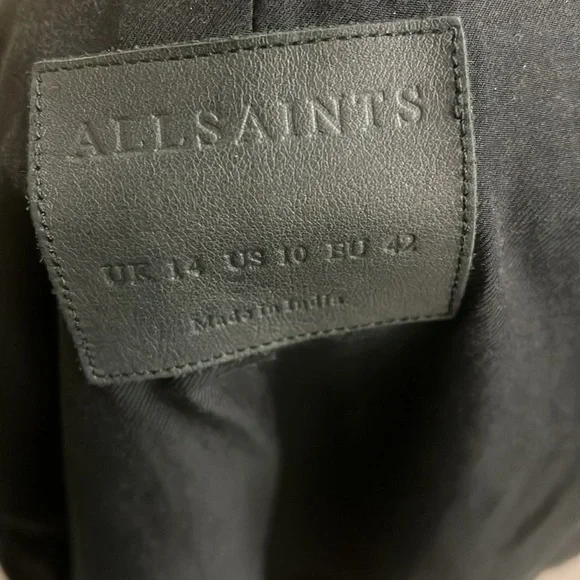 ALLSAINTS
UK 14 US 10 EU 42
Made in India